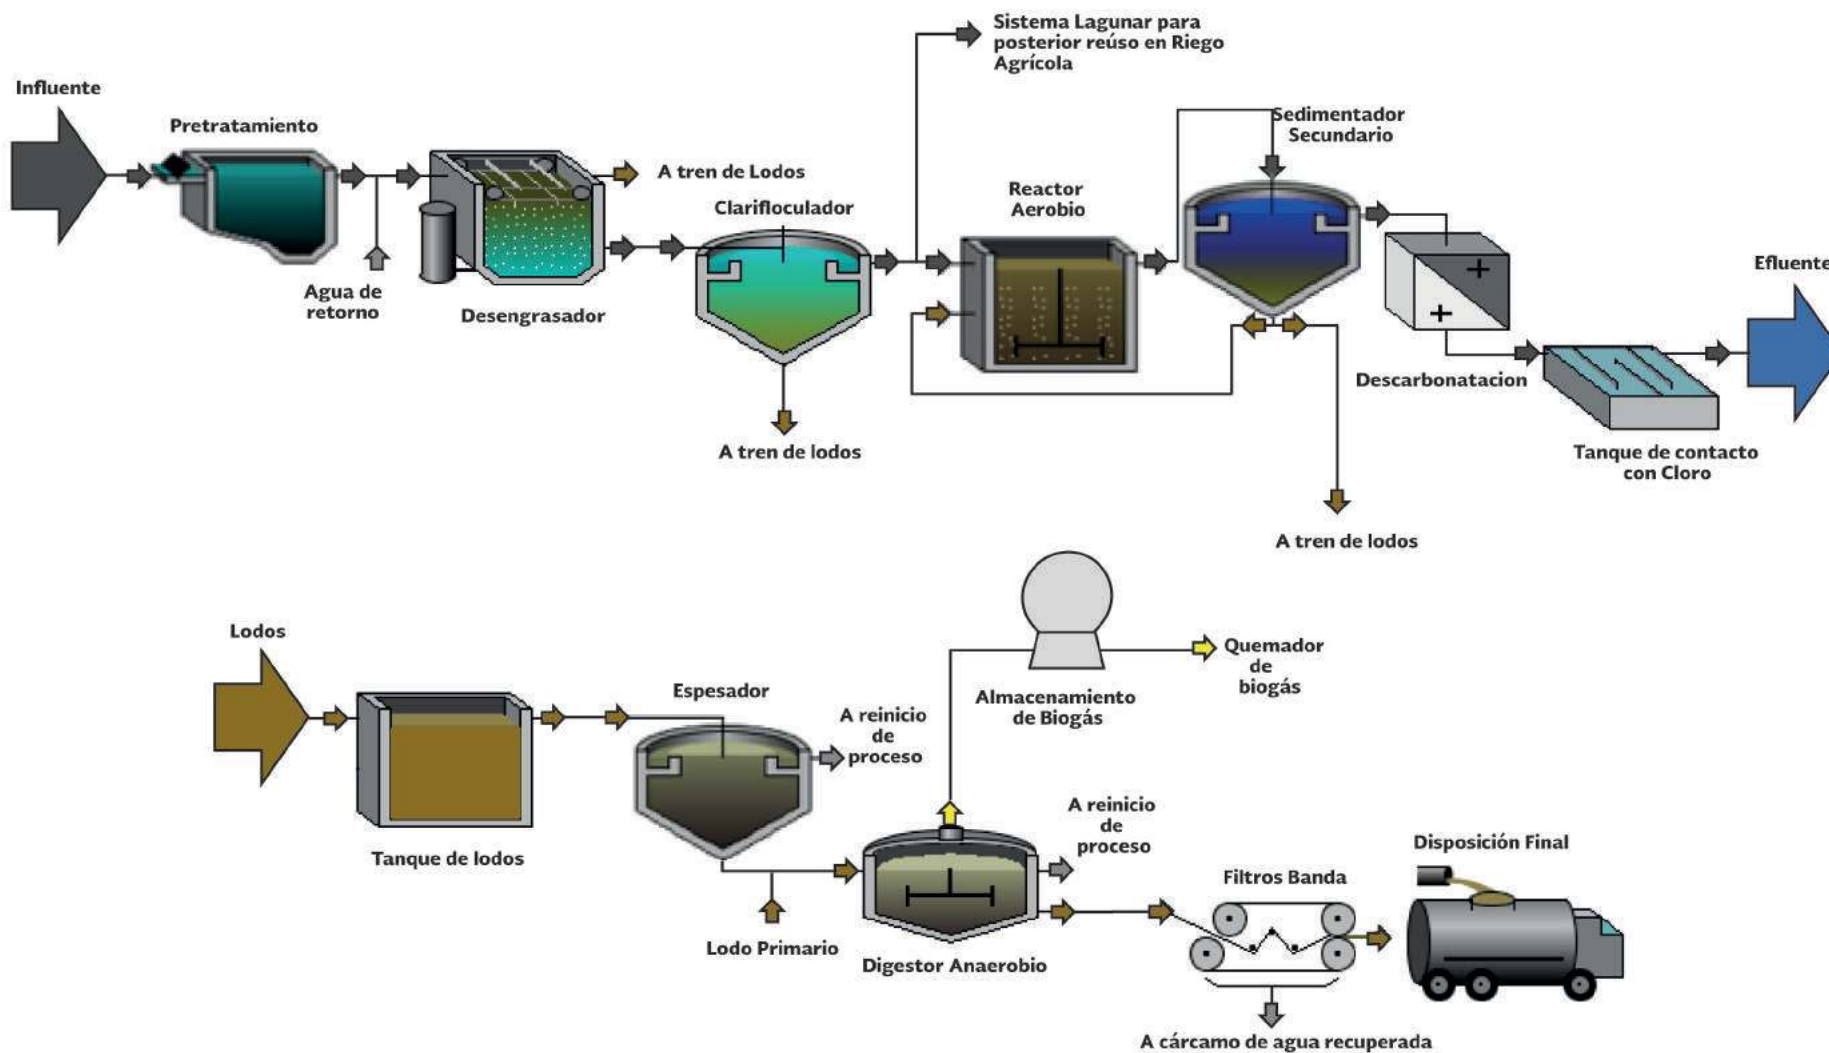 Sistema Lagunar para
posterior reúso en Riego
Agrícola
Influente
Pretratamiento
A tren de Lodos
Clarifloculador
Reactor
Aerobio
Sedimentador
Secundario
Agua de
retorno
Desengrasador
Efluente
Descarbonatacion
A tren de lodos
Tanque de contacto
con Cloro
A tren de lodos
Lodos
Espesador
A reinicio
de
proceso
Almacenamiento
de Biogás
Quemador
de
biogás
Tanque de lodos
A reinicio
de
proceso
Lodo Primario
Digestor Anaerobio
Filtros Banda
Disposición Final
A cárcamo de agua recuperada